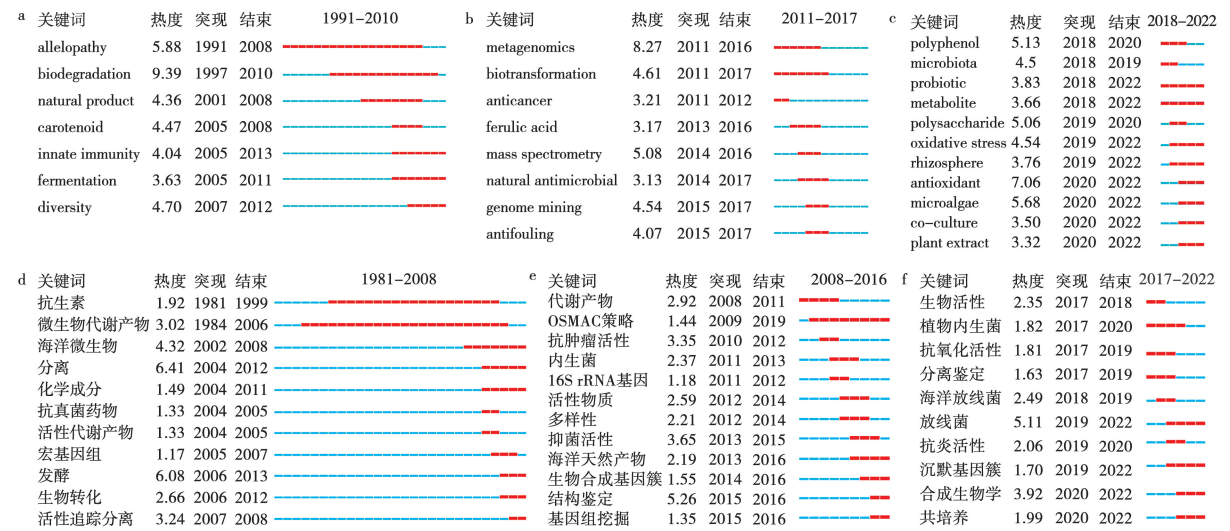 a 关键词 热度 突现 结束 1991−2010
allelopathy 5.88 1991 2008
biodegradation 9.39 1997 2010
natural product 4.36 2001 2008
carotenoid 4.47 2005 2008
innate immunity 4.04 2005 2013
fermentation 3.63 2005 2011
diversity 4.70 2007 2012
b 关键词 热度 突现 结束 2011−2017
metagenomics 8.27 2011 2016
biotransformation 4.61 2011 2017
anticancer 3.21 2011 2012
ferulic acid 3.17 2013 2016
mass spectrometry 5.08 2014 2016
natural antimicrobial 3.13 2014 2017
genome mining 4.54 2015 2017
antifouling 4.07 2015 2017
c 关键词 热度 突现 结束 2018−2022
polyphenol 5.13 2018 2020
microbiota 4.5 2018 2019
probiotic 3.83 2018 2022
metabolite 3.66 2018 2022
polysaccharide 5.06 2019 2020
oxidative stress 4.54 2019 2022
rhizosphere 3.76 2019 2022
antioxidant 7.06 2020 2022
microalgae 5.68 2020 2022
co−culture 3.50 2020 2022
plant extract 3.32 2020 2022
d 关键词 热度 突现 结束 1981−2008
抗生素 1.92 1981 1999
微生物代谢产物 3.02 1984 2006
海洋微生物 4.32 2002 2008
分离 6.41 2004 2012
化学成分 1.49 2004 2011
抗真菌药物 1.33 2004 2005
活性代谢产物 1.33 2004 2005
宏基因组 1.17 2005 2007
发酵 6.08 2006 2013
生物转化 2.66 2006 2012
活性追踪分离 3.24 2007 2008
e 关键词 热度 突现 结束 2008−2016
代谢产物 2.92 2008 2011
OSMAC策略 1.44 2009 2019
抗肿瘤活性 3.35 2010 2012
内生菌 2.37 2011 2013
16S rRNA基因 1.18 2011 2012
活性物质 2.59 2012 2014
多样性 2.21 2012 2014
抑菌活性 3.65 2013 2015
海洋天然产物 2.19 2013 2016
生物合成基因簇 1.55 2014 2016
结构鉴定 5.26 2015 2016
基因组挖掘 1.35 2015 2016
f 关键词 热度 突现 结束 2017−2022
生物活性 2.35 2017 2018
植物内生菌 1.82 2017 2020
抗氧化活性 1.81 2017 2019
分离鉴定 1.63 2017 2019
海洋放线菌 2.49 2018 2019
放线菌 5.11 2019 2022
抗炎活性 2.06 2019 2020
沉默基因簇 1.70 2019 2022
合成生物学 3.92 2020 2022
共培养 1.99 2020 2022